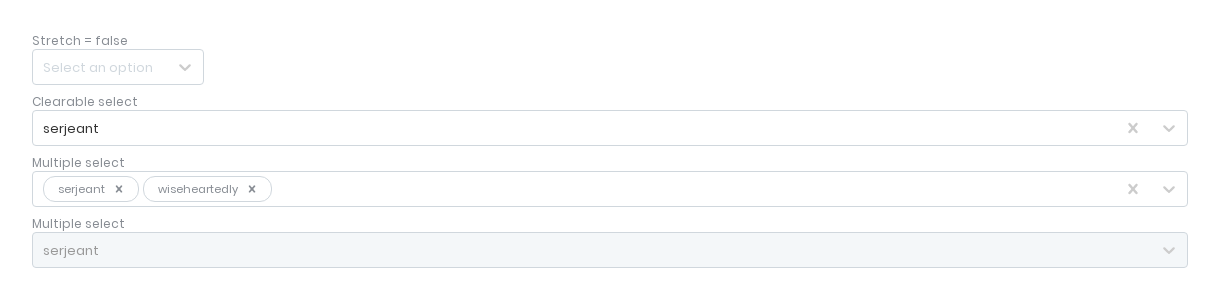 Stretch = false
Select an option
Clearable select
serjeant
Multiple select
serjeant wiseheartedly
Multiple select
serjeant